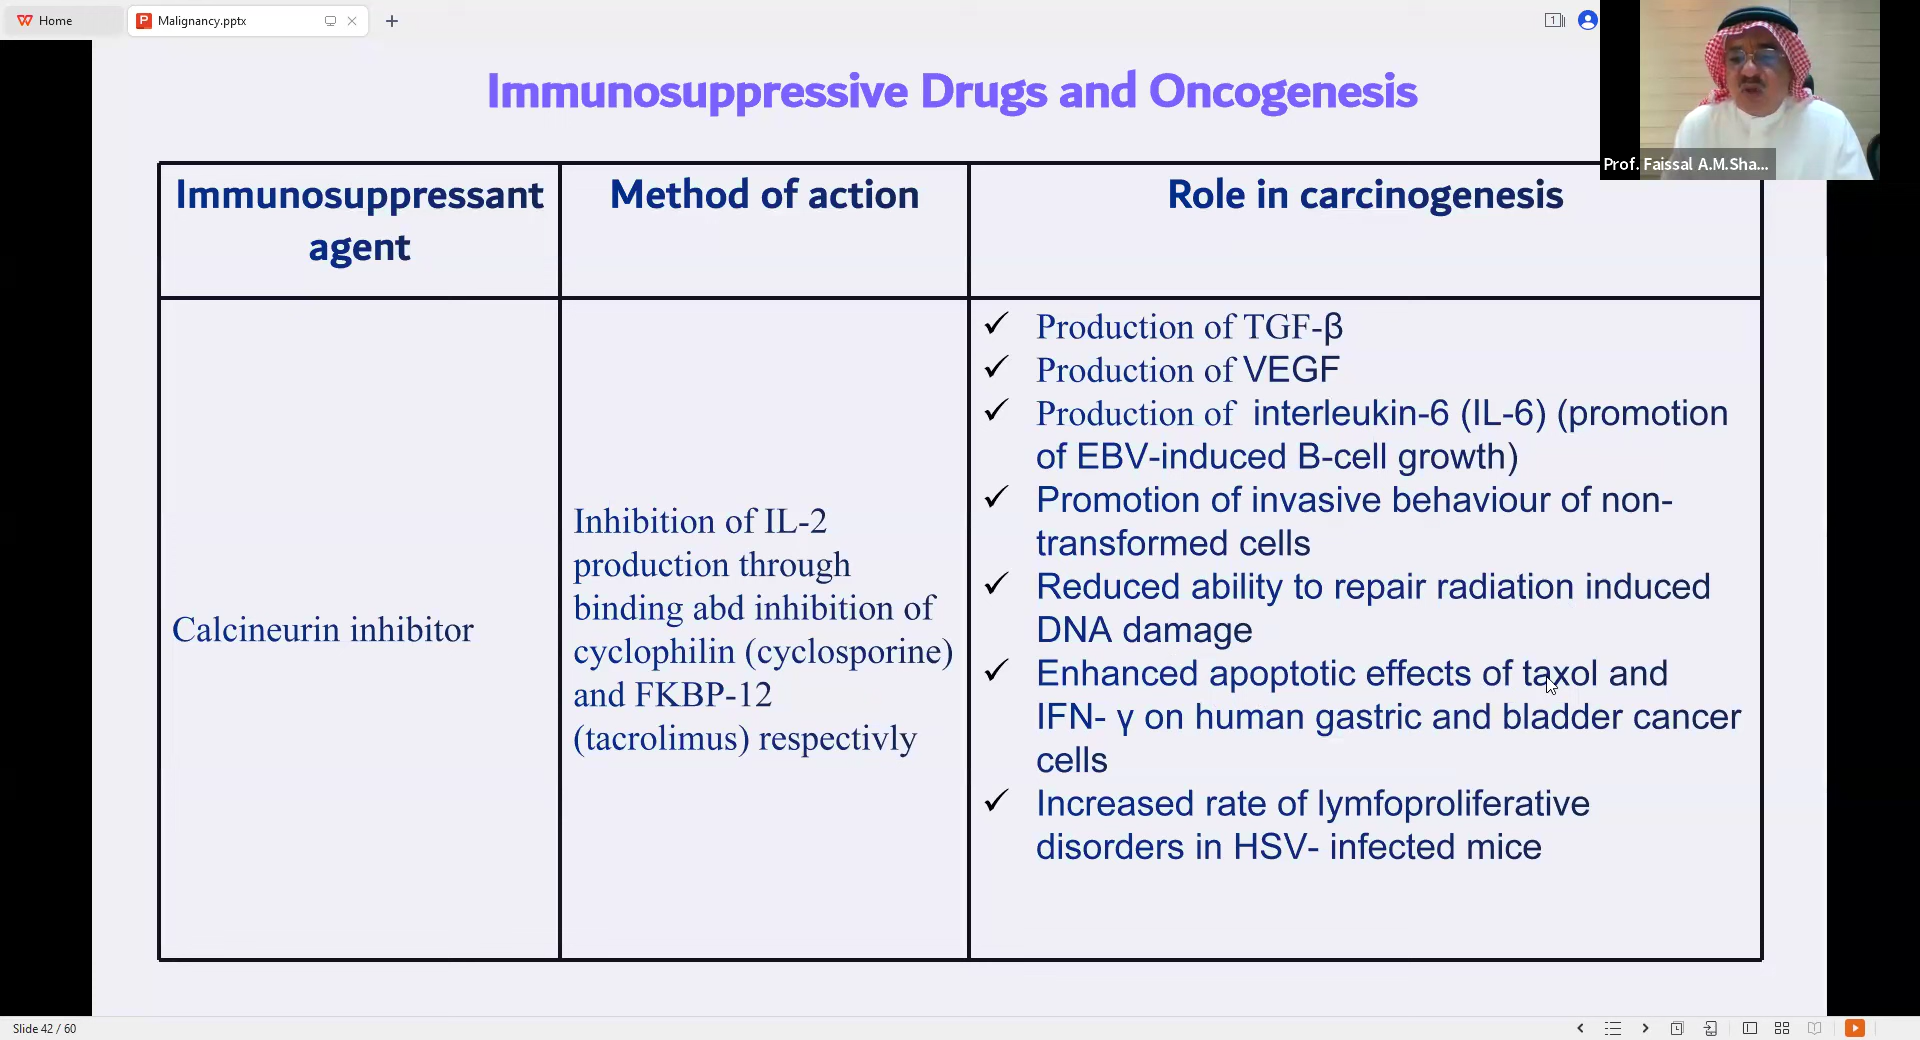 Home
Malignancy.pptx
Immunosuppressive Drugs and Oncogenesis
Prof. Faissal A.M.Sha...
Immunosuppressant
agent
Method of action
Role in carcinogenesis
Calcineurin inhibitor
Inhibition of IL-2
production through
binding abd inhibition of
cyclophilin (cyclosporine)
and FKBP-12
(tacrolimus) respectivly
✓ Production of TGF-β
✓ Production of VEGF
✓ Production of interleukin-6 (IL-6) (promotion
of EBV-induced B-cell growth)
✓ Promotion of invasive behaviour of non-
transformed cells
✓ Reduced ability to repair radiation induced
DNA damage
✓ Enhanced apoptotic effects of taxol and
IFN- γ on human gastric and bladder cancer
cells
✓ Increased rate of lymfoproliferative
disorders in HSV- infected mice
Slide 42 / 60